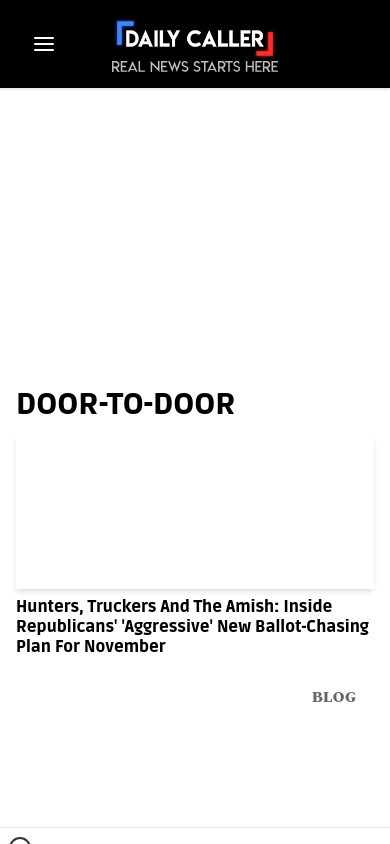 DAILY CALLER
REAL NEWS STARTS HERE
DOOR-TO-DOOR
Hunters, Truckers And The Amish: Inside
Republicans' 'Aggressive' New Ballot-Chasing
Plan For November
BLOG